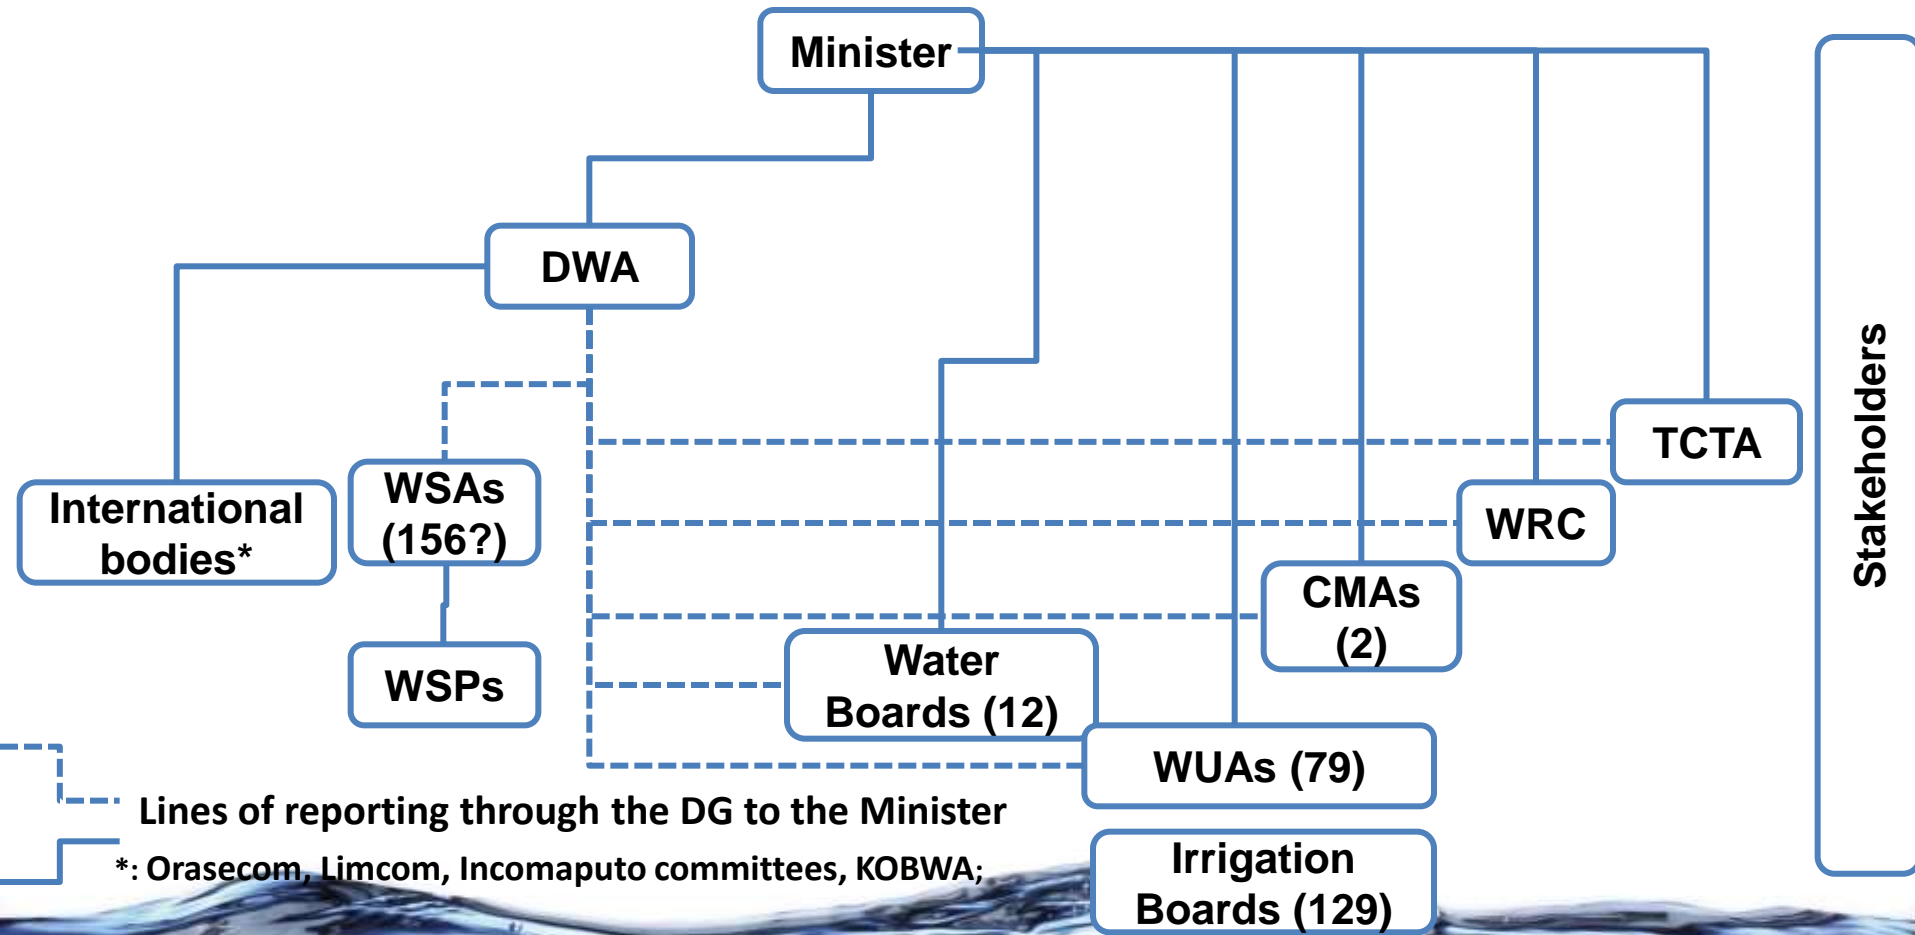 Minister
DWA
International
bodies*
WSAs
(156?)
WSPs
Water
Boards (12)
WUAs (79)
Irrigation
Boards (129)
CMAs
(2)
WRC
TCTA
Stakeholders
Lines of reporting through the DG to the Minister
*: Orasecom, Limcom, Incomaputo committees, KOBWA;